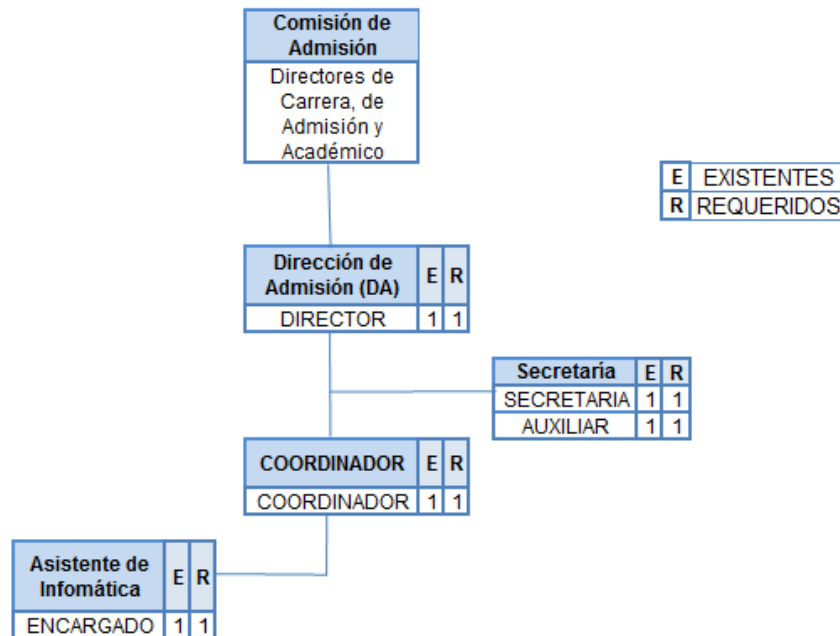 Comisión de
Admisión
Directores de
Carrera, de
Admisión y
Académico
E EXISTENTES
R REQUERIDOS
Dirección de
Admisión (DA) E R
DIRECTOR 1 1
Secretaría E R
SECRETARIA 1 1
AUXILIAR 1 1
COORDINADOR E R
COORDINADOR 1 1
Asistente de
Infomática E R
ENCARGADO 1 1